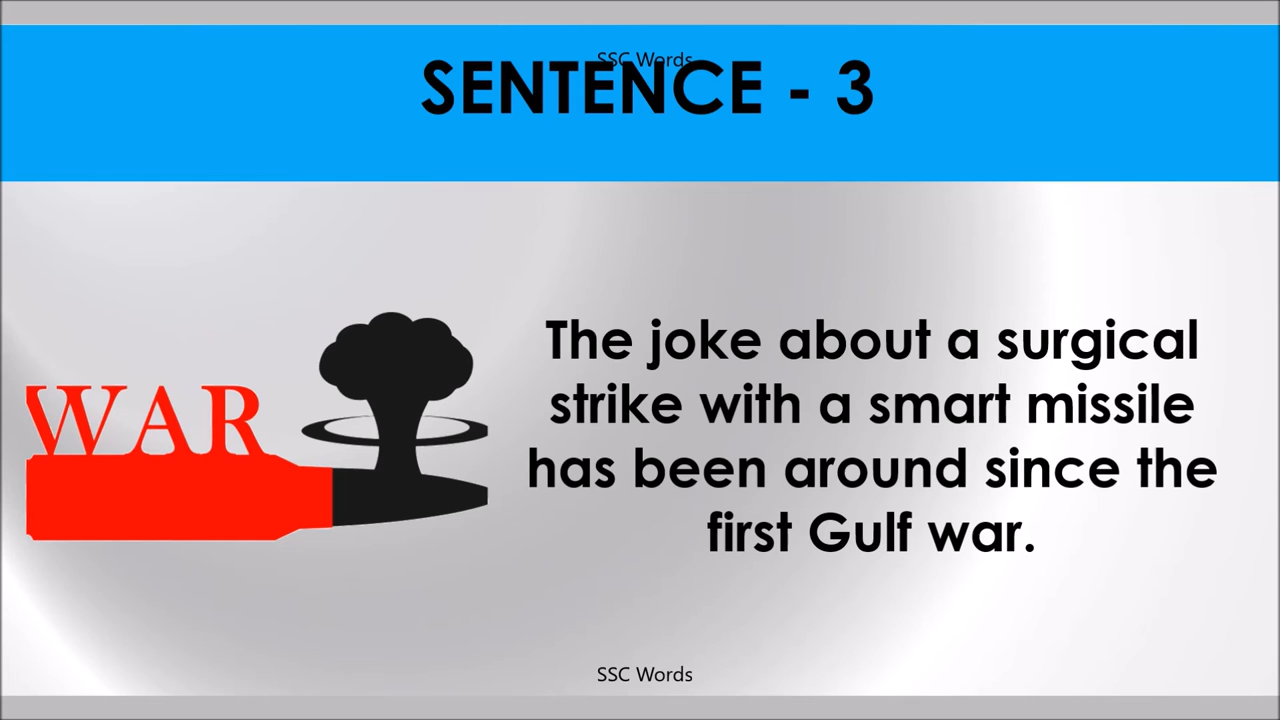 SSC Words
SENTENCE - 3
WAR
The joke about a surgical
strike with a smart missile
has been around since the
first Gulf war.
SSC Words